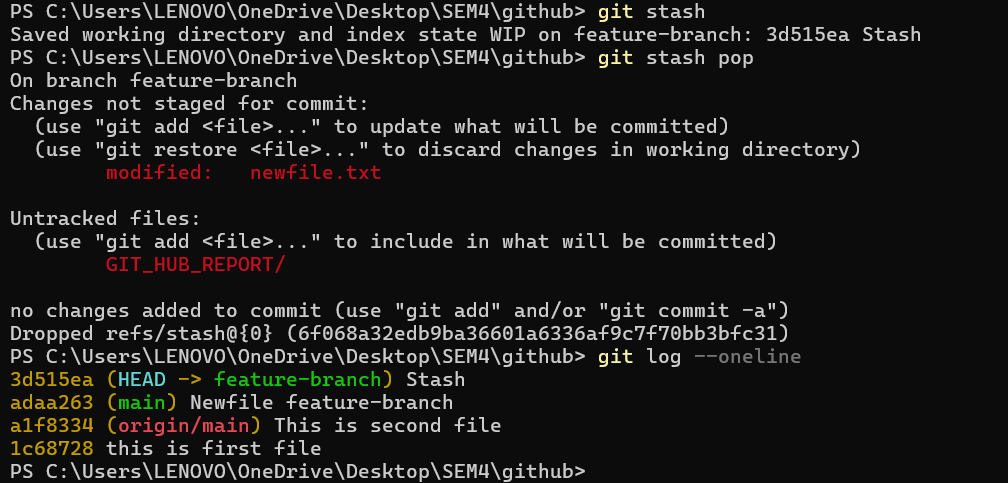 PS C:\Users\LENOVO\OneDrive\Desktop\SEM4\github> git stash
Saved working directory and index state WIP on feature-branch: 3d515ea Stash
PS C:\Users\LENOVO\OneDrive\Desktop\SEM4\github> git stash pop
On branch feature-branch
Changes not staged for commit:
  (use "git add <file>..." to update what will be committed)
  (use "git restore <file>..." to discard changes in working directory)
        modified:   newfile.txt

Untracked files:
  (use "git add <file>..." to include in what will be committed)
        GIT_HUB_REPORT/

no changes added to commit (use "git add" and/or "git commit -a")
Dropped refs/stash@{0} (6f068a32edb9ba36601a6336af9c7f70bb3bfc31)
PS C:\Users\LENOVO\OneDrive\Desktop\SEM4\github> git log --oneline
3d515ea (HEAD -> feature-branch) Stash
adaa263 (main) Newfile feature-branch
a1f8334 (origin/main) This is second file
1c68728 this is first file
PS C:\Users\LENOVO\OneDrive\Desktop\SEM4\github>